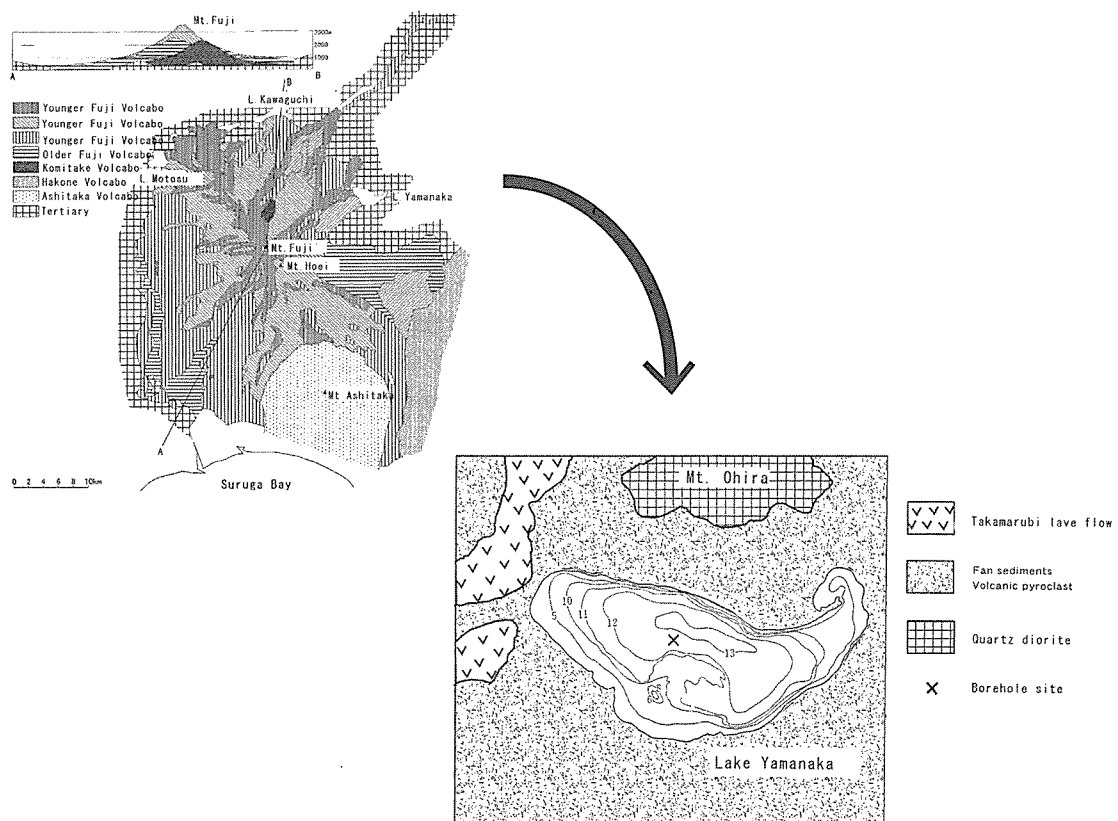 Mt.Fuji
3000m
2000
1000
A
B
B
L. Kawaguchi
Younger Fuji Volcabo
Younger Fuji Volcabo
Younger Fuji Volcabo
Older Fuji Volcabo
Komitake Volcabo
Hakone Volcabo
Ashitaka Volcabo
Tertiary
L. Motosu
L. Yamanaka
Mt.Fuji
Mt.Hoei
Mt Ashitaka
A
0 2 4 6 8 10km
Suruga Bay
Mt. Ohira
5
10
11
12
13
Lake Yamanaka
Takamarubi lave flow
Fan sediments
Volcanic pyroclast
Quartz diorite
Borehole site